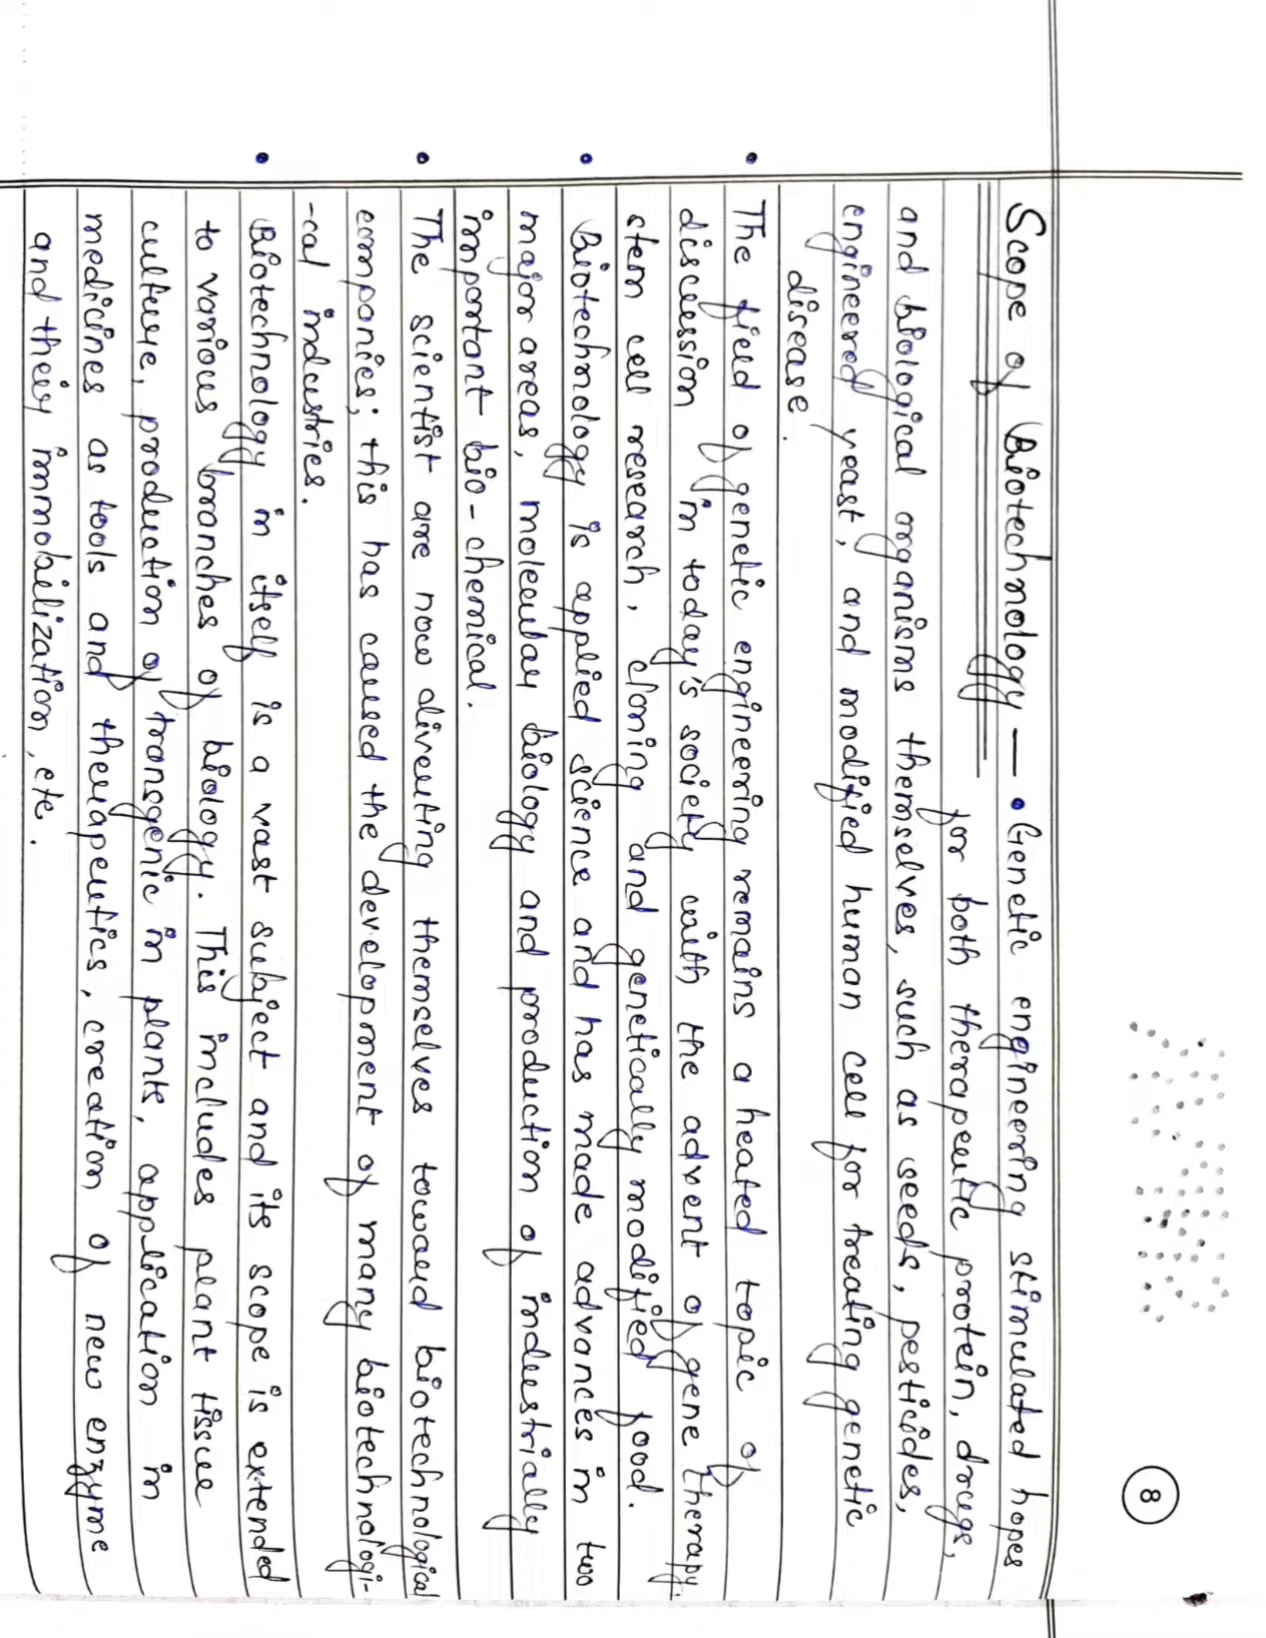 8
Scope of Biotechnology — • Genetic engineering stimulated hopes
for both therapeutic protein, drugs,
and biological organisms themselves, such as seeds, pesticides,
engineered yeast, and modified human cell for treating genetic
disease.
• The field of genetic engineering remains a heated topic of
discussion in today's society with the advent of gene therapy,
stem cell research, cloning and genetically modified food.
• Biotechnology is applied science and has made advances in two
major areas, molecular biology and production of industrially
important bio-chemical.
• The scientist are now diverting themselves toward biotechnological
companies; this has caused the development of many biotechnologi-
-cal industries.
• Biotechnology in itself is a vast subject and its scope is extended
to various branches of biology. This includes plant tissue
culture, production of transgenic in plants, application in
medicines as tools and therapeutics, creation of new enzyme
and their immobilization, etc.